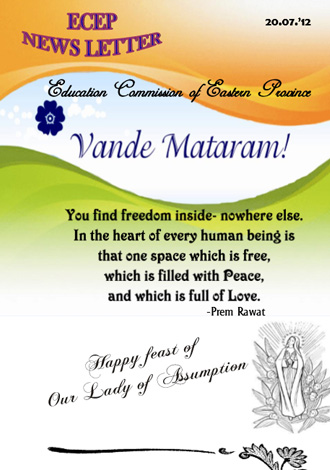 ECEP
NEWS LETTER
20.07.'12
Education Commission of Eastern Province
Vande Mataram!
You find freedom inside- nowhere else.
In the heart of every human being is
that one space which is free,
which is filled with Peace,
and which is full of Love.
-Prem Rawat
Happy feast of
Our Lady of Assumption